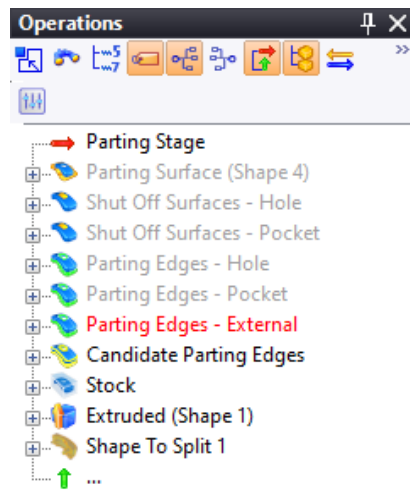 Operations
Parting Stage
Parting Surface (Shape 4)
Shut Off Surfaces - Hole
Shut Off Surfaces - Pocket
Parting Edges - Hole
Parting Edges - Pocket
Parting Edges - External
Candidate Parting Edges
Stock
Extruded (Shape 1)
Shape To Split 1
...